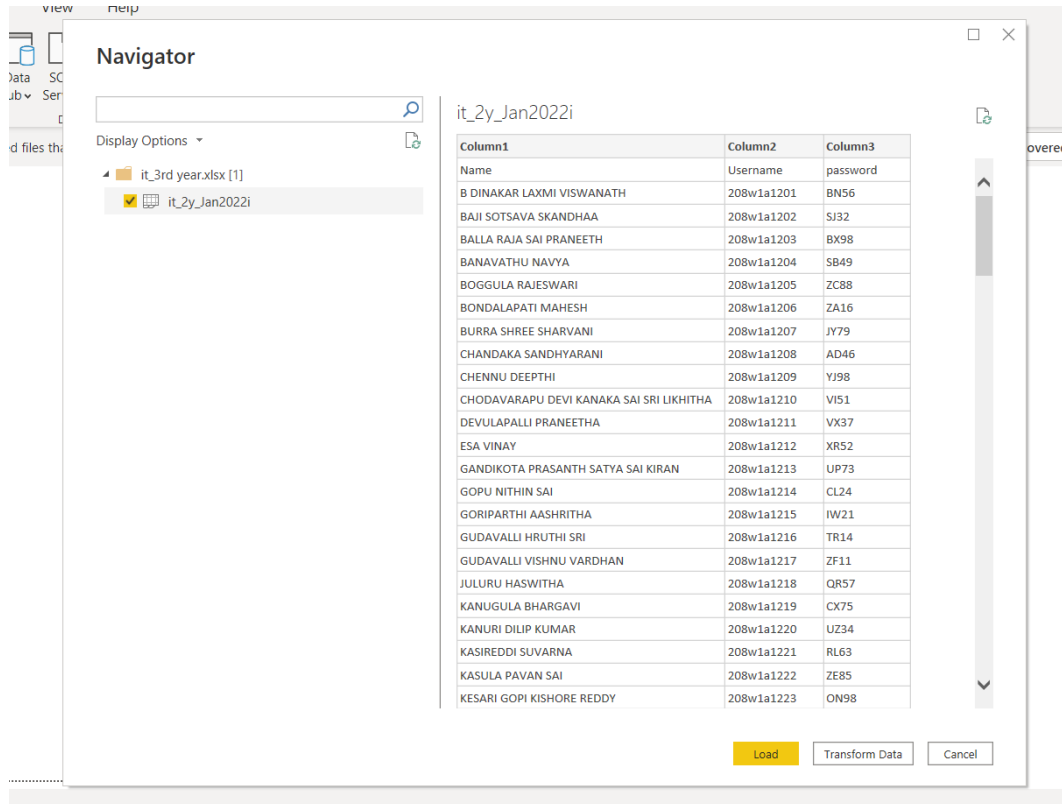 View Help
Data SQ
ub Ser
d files tha
overed
Navigator
Display Options
it_3rd year.xlsx [1]
it_2y_Jan2022i
it_2y_Jan2022i
Column1 Column2 Column3
Name Username password
B DINAKAR LAXMI VISWANATH 208w1a1201 BN56
BAJI SOTSAVA SKANDHAA 208w1a1202 SJ32
BALLA RAJA SAI PRANEETH 208w1a1203 BX98
BANAVATHU NAVYA 208w1a1204 SB49
BOGGULA RAJESWARI 208w1a1205 ZC88
BONDALAPATI MAHESH 208w1a1206 ZA16
BURRA SHREE SHARVANI 208w1a1207 JY79
CHANDAKA SANDHYARANI 208w1a1208 AD46
CHENNU DEEPTHI 208w1a1209 YJ98
CHODAVARAPU DEVI KANAKA SAI SRI LIKHITHA 208w1a1210 VI51
DEVULAPALLI PRANEETHA 208w1a1211 VX37
ESA VINAY 208w1a1212 XR52
GANDIKOTA PRASANTH SATYA SAI KIRAN 208w1a1213 UP73
GOPU NITHIN SAI 208w1a1214 CL24
GORIPARTHI AASHRITHA 208w1a1215 IW21
GUDAVALLI HRUTHI SRI 208w1a1216 TR14
GUDAVALLI VISHNU VARDHAN 208w1a1217 ZF11
JULURU HASWITHA 208w1a1218 QR57
KANUGULA BHARGAVI 208w1a1219 CX75
KANURI DILIP KUMAR 208w1a1220 UZ34
KASIREDDI SUVARNA 208w1a1221 RL63
KASULA PAVAN SAI 208w1a1222 ZE85
KESARI GOPI KISHORE REDDY 208w1a1223 ON98
Load Transform Data Cancel